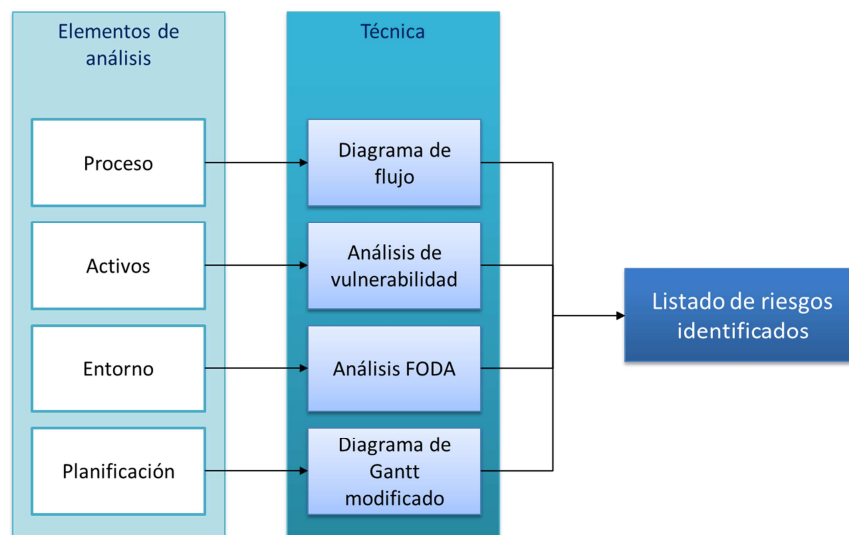 Elementos de
análisis
Técnica
Proceso
Diagrama de
flujo
Activos
Análisis de
vulnerabilidad
Listado de riesgos
identificados
Entorno
Análisis FODA
Planificación
Diagrama de
Gantt
modificado